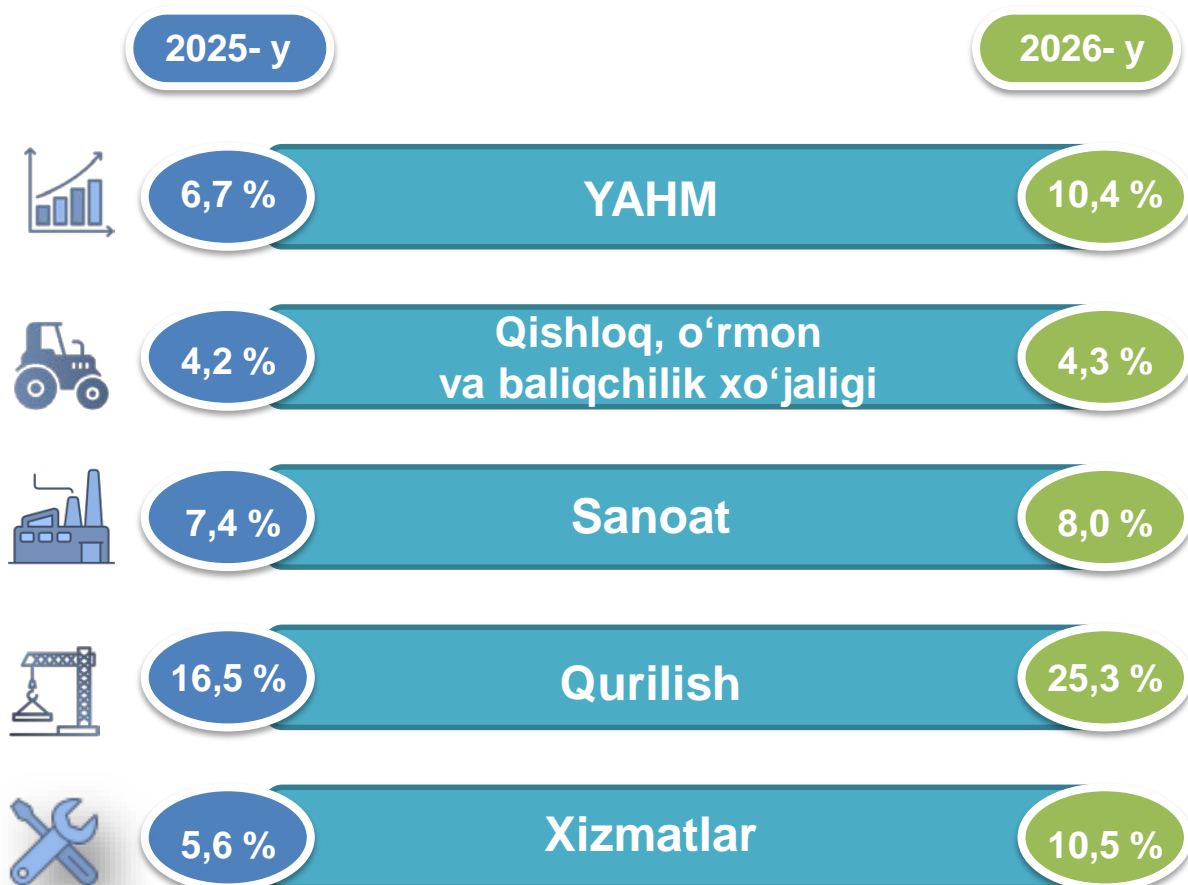 2025- y
2026- y
6,7 %
YAHM
10,4 %
4,2 %
Qishloq, o‘rmon
va baliqchilik xo‘jaligi
4,3 %
7,4 %
Sanoat
8,0 %
16,5 %
Qurilish
25,3 %
5,6 %
Xizmatlar
10,5 %